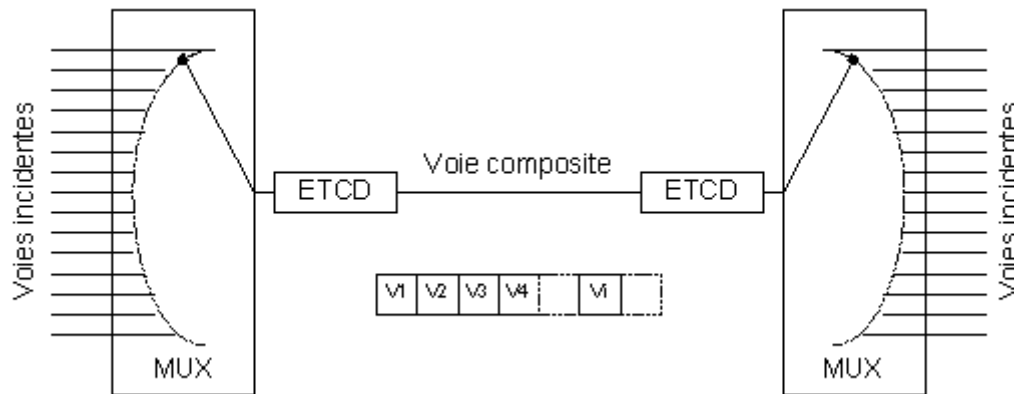 Voies incidentes
MUX
ETCD
Voie composite
V1 V2 V3 V4 Vi
ETCD
MUX
Voies incidentes